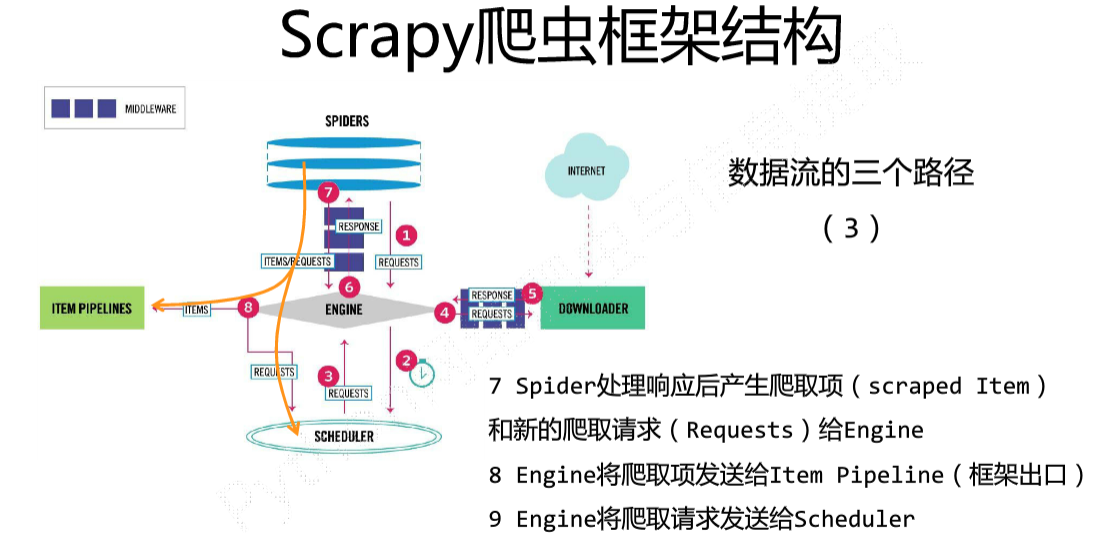 Scrapy爬虫框架结构
MIDDLEWARE
SPIDERS
INTERNET
数据流的三个路径
（3）
7
RESPONSE
1
ITEMS/REQUESTS
REQUESTS
6
ITEM PIPELINES
ITEMS
8
ENGINE
4
RESPONSE
REQUESTS
5
DOWNLOADER
2
REQUESTS
3
REQUESTS
SCHEDULER
7 Spider处理响应后产生爬取项（scraped Item）
和新的爬取请求（Requests）给Engine
8 Engine将爬取项发送给Item Pipeline（框架出口）
9 Engine将爬取请求发送给Scheduler